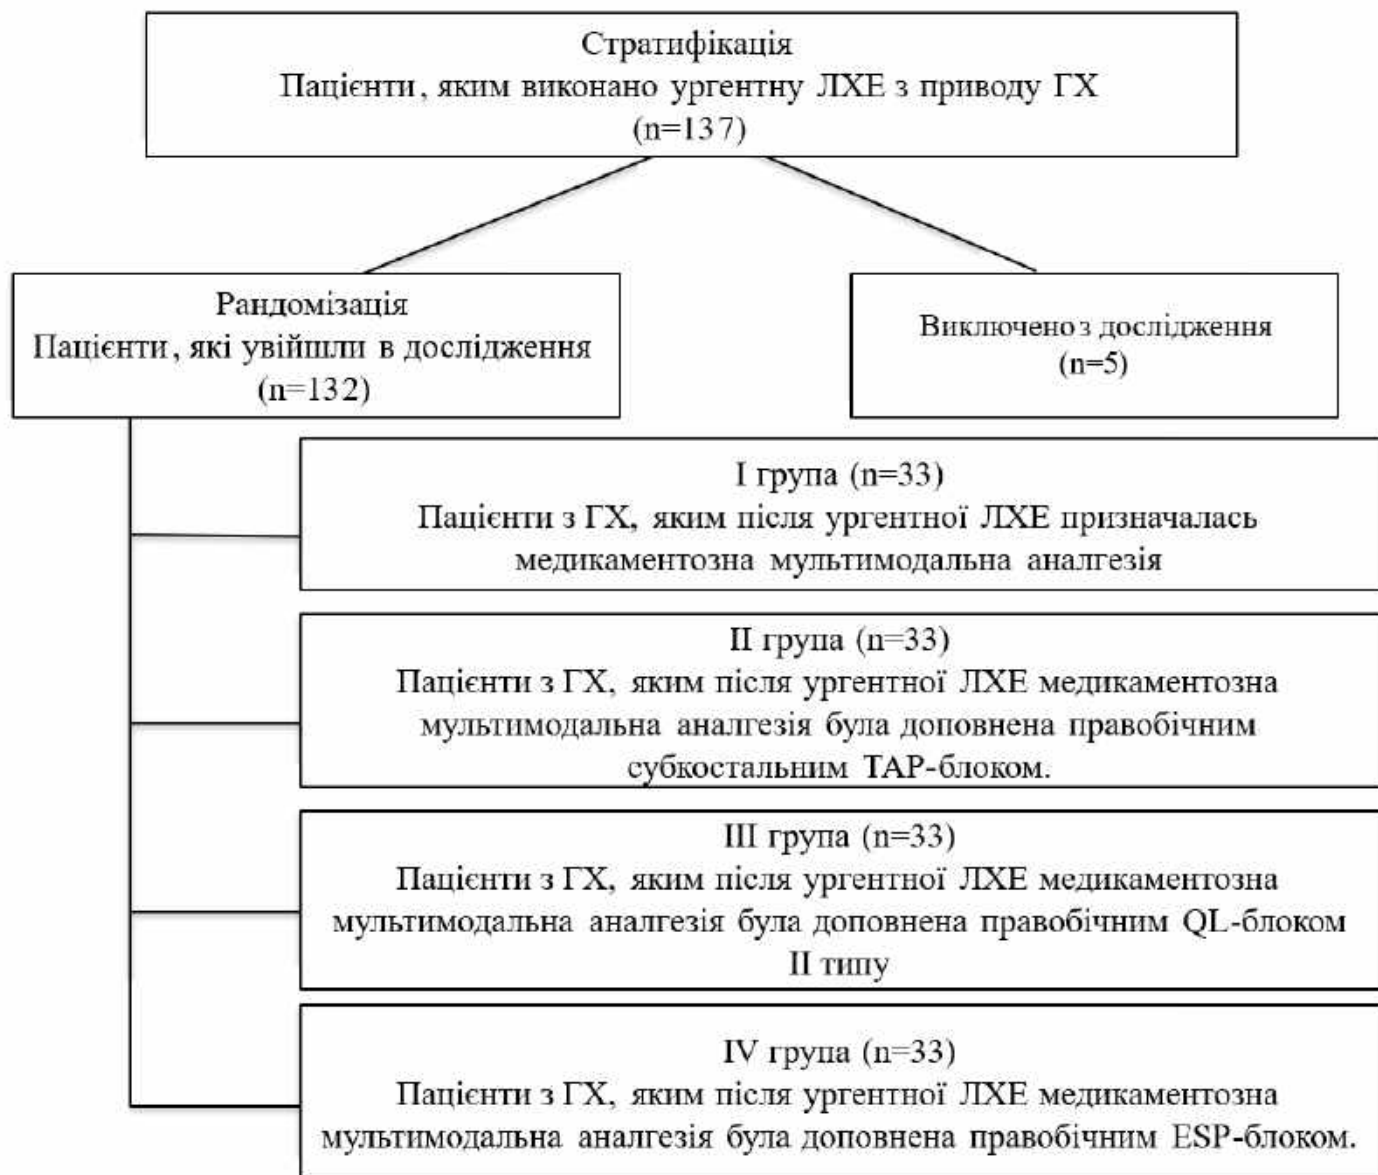 Стратифікація
Пацієнти, яким виконано ургентну ЛХЕ з приводу ГХ
(n=137)
Рандомізація
Пацієнти, які увійшли в дослідження
(n=132)
Виключено з дослідження
(n=5)
I група (n=33)
Пацієнти з ГХ, яким після ургентної ЛХЕ призначалась
медикаментозна мультимодальна аналгезія
II група (n=33)
Пацієнти з ГХ, яким після ургентної ЛХЕ медикаментозна
мультимодальна аналгезія була доповнена правобічним
субкостальним TAP-блоком.
III група (n=33)
Пацієнти з ГХ, яким після ургентної ЛХЕ медикаментозна
мультимодальна аналгезія була доповнена правобічним QL-блоком
II типу
IV група (n=33)
Пацієнти з ГХ, яким після ургентної ЛХЕ медикаментозна
мультимодальна аналгезія була доповнена правобічним ESP-блоком.